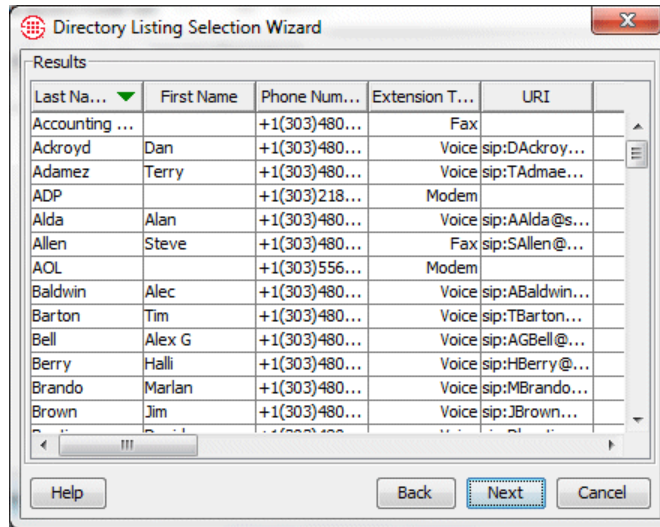 Directory Listing Selection Wizard
Results
Last Na... First Name Phone Num... Extension T... URI
Accounting ... +1(303)480... Fax
Ackroyd Dan +1(303)480... Voice sip:DAckroy...
Adamez Terry +1(303)480... Voice sip:TAdmae...
ADP +1(303)218... Modem
Alda Alan +1(303)480... Voice sip:AAlda@s...
Allen Steve +1(303)480... Fax sip:SAllen@...
AOL +1(303)556... Modem
Baldwin Alec +1(303)480... Voice sip:ABaldwin...
Barton Tim +1(303)480... Voice sip:TBarton...
Bell Alex G +1(303)480... Voice sip:AGBell@...
Berry Halli +1(303)480... Voice sip:HBerry@...
Brando Marlan +1(303)480... Voice sip:MBrando...
Brown Jim +1(303)480... Voice sip:JBrown...
Help Back Next Cancel